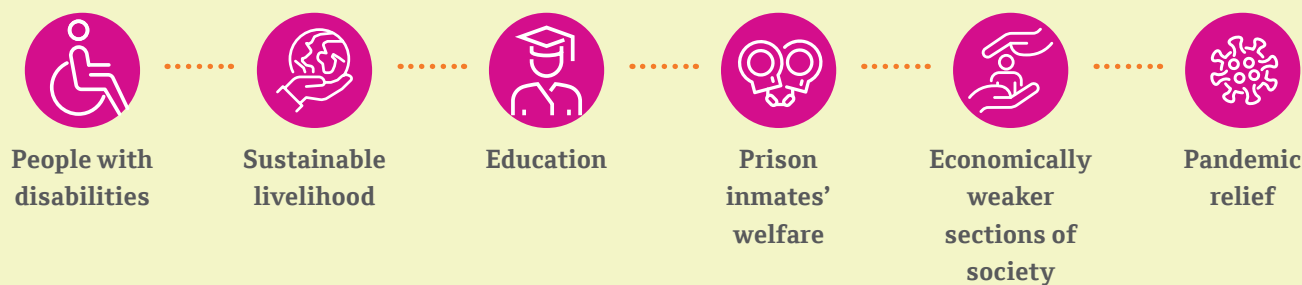 People with
disabilities
Sustainable
livelihood
Education
Prison
inmates’
welfare
Economically
weaker
sections of
society
Pandemic
relief